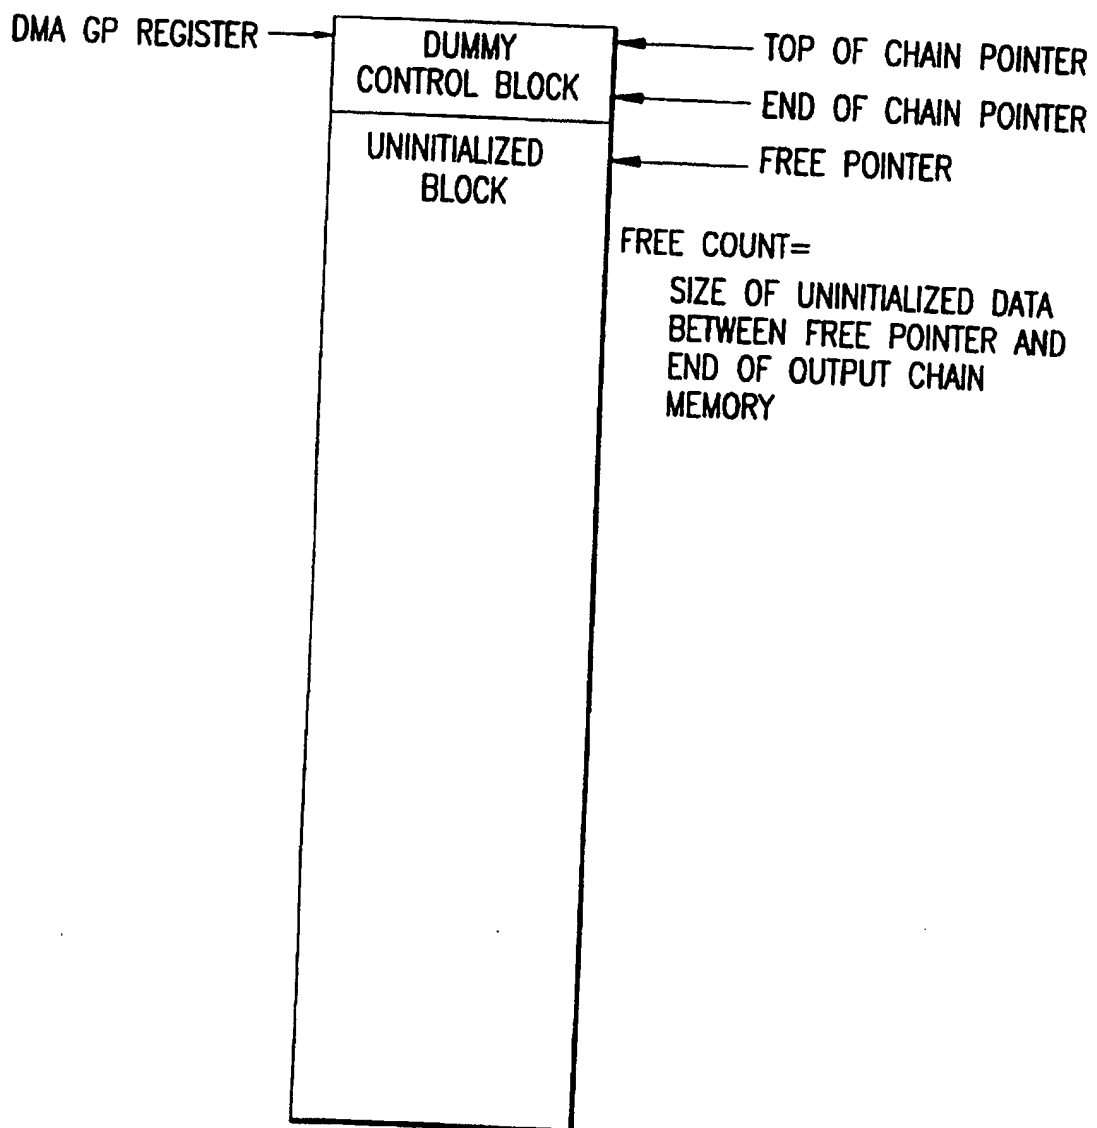 DMA GP REGISTER
DUMMY
CONTROL BLOCK
TOP OF CHAIN POINTER
END OF CHAIN POINTER
UNINITIALIZED
BLOCK
FREE POINTER
FREE COUNT=
SIZE OF UNINITIALIZED DATA
BETWEEN FREE POINTER AND
END OF OUTPUT CHAIN
MEMORY